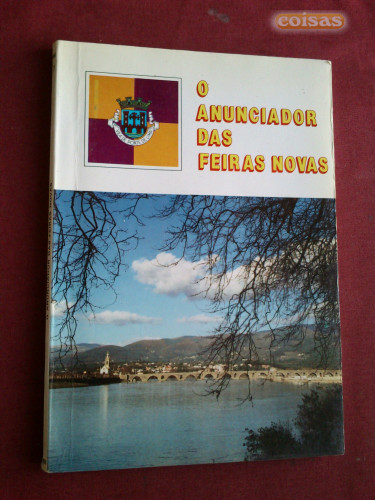 coisas
O
ANUNCIADOR
DAS
FEIRAS NOVAS